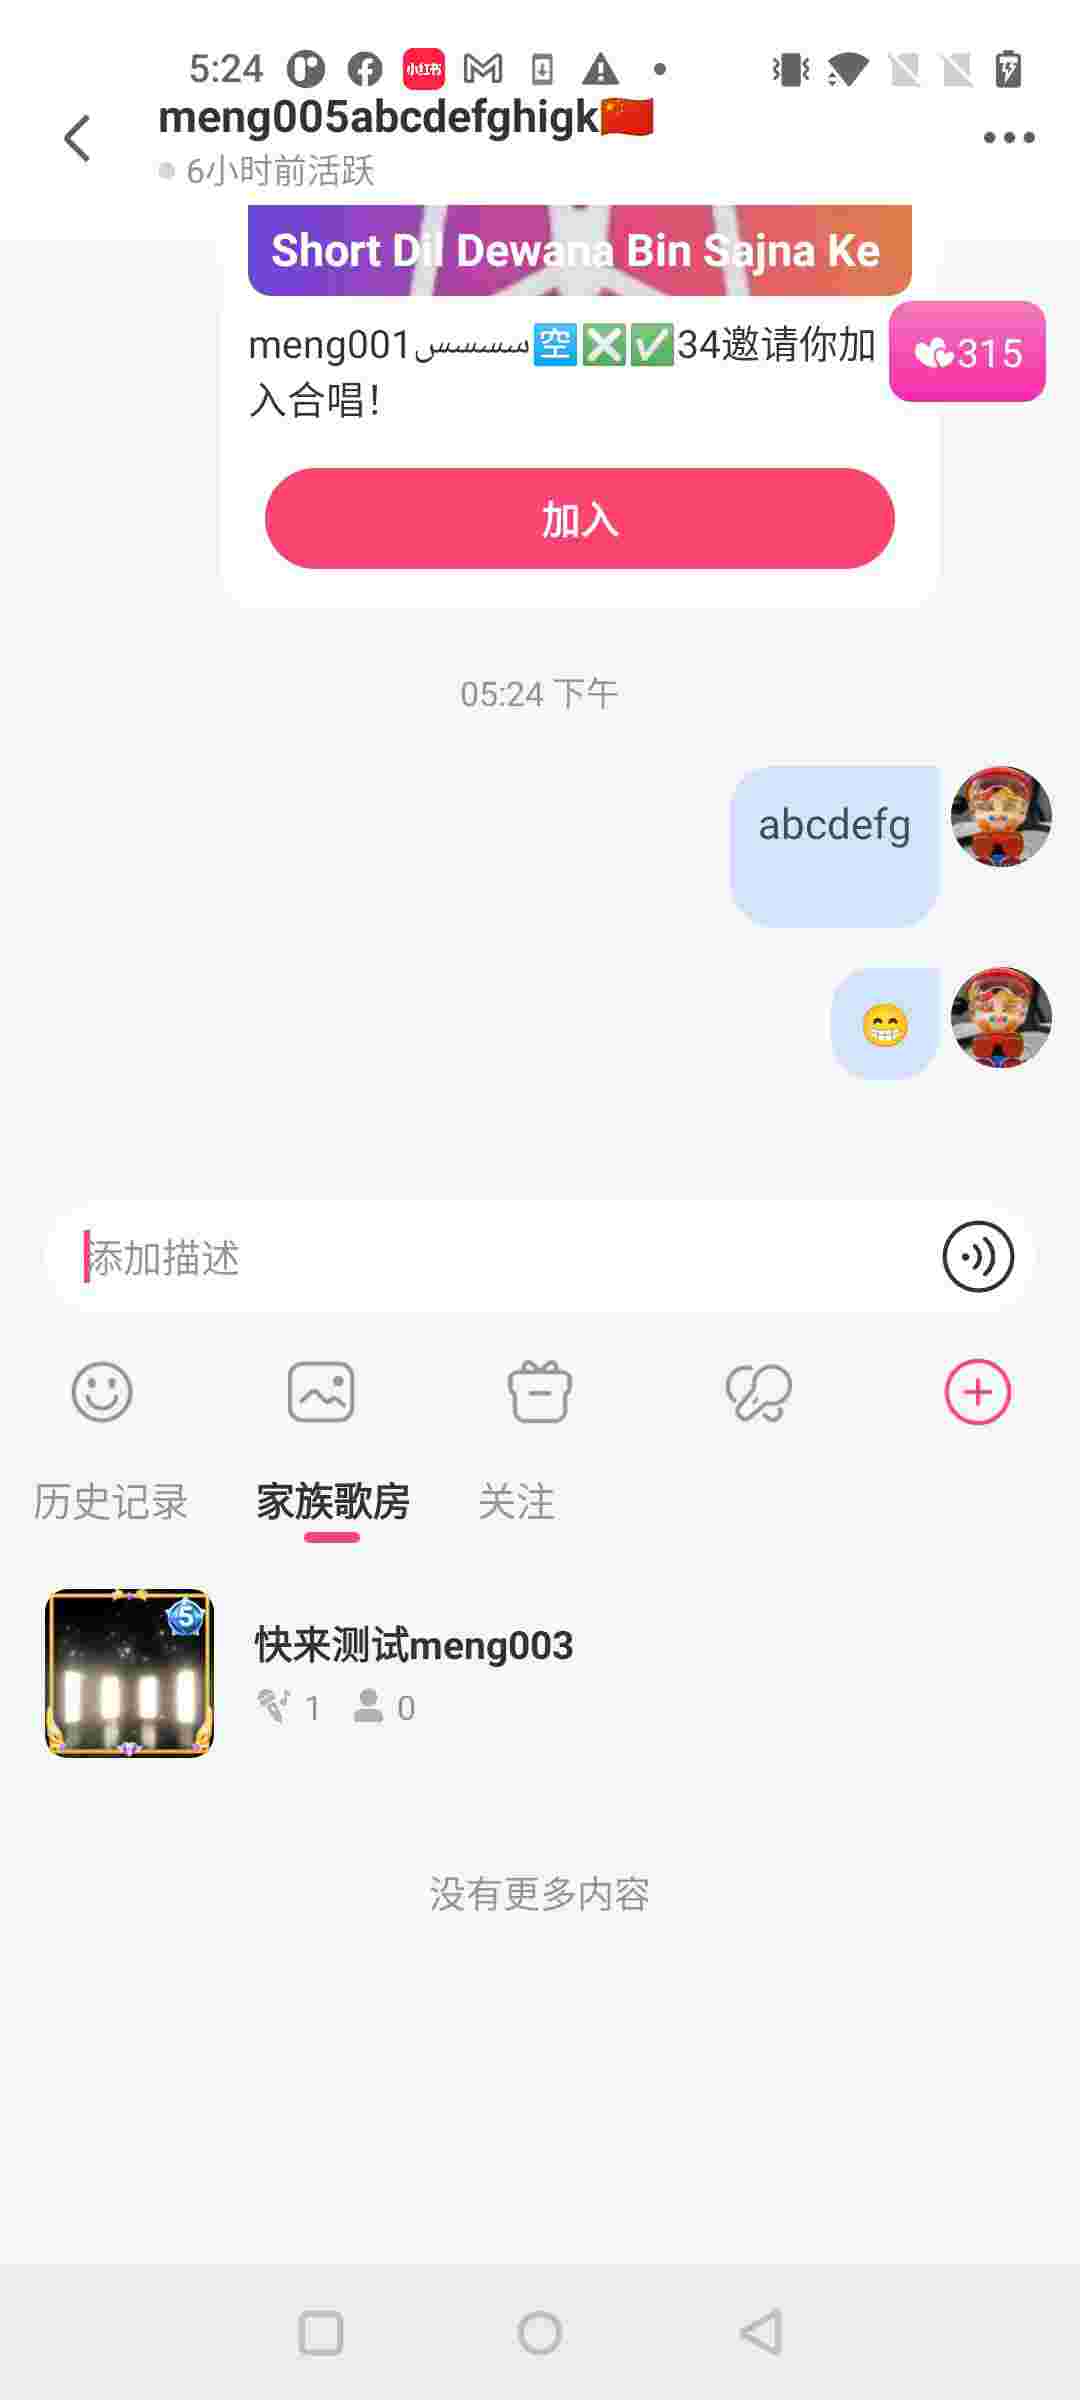 5:24
小红书
meng005abcdefghigk🇨🇳
6小时前活跃
Short Dil Dewana Bin Sajna Ke
meng001سسسسس🈳❎✅34邀请你加
入合唱！
315
加入
05:24 下午
abcdefg
😁
添加描述
历史记录 家族歌房 关注
5
快来测试meng003
1 0
没有更多内容